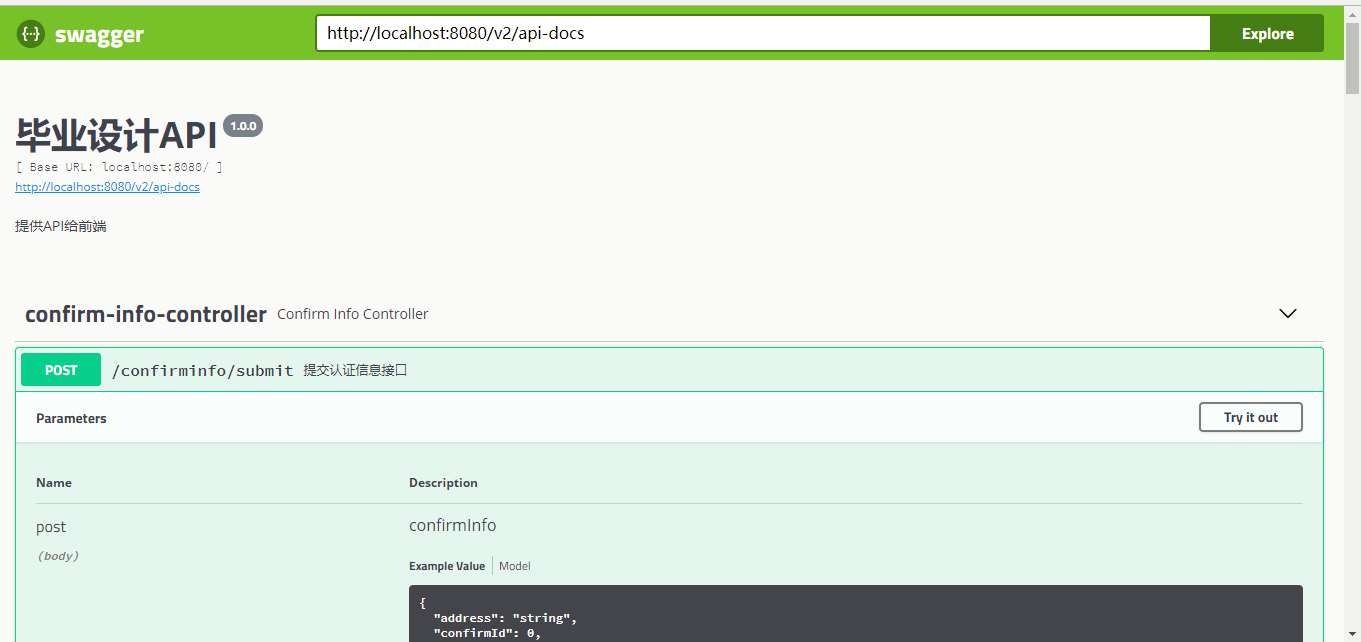 {···} swagger http://localhost:8080/v2/api-docs Explore
毕业设计API 1.0.0
[ Base URL: localhost:8080/ ]
http://localhost:8080/v2/api-docs
提供API给前端
confirm-info-controller Confirm Info Controller
POST /confirminfo/submit 提交认证信息接口
Parameters Try it out
Name Description
post confirmInfo
(body)
Example Value Model
{
"address": "string",
"confirmId": 0,